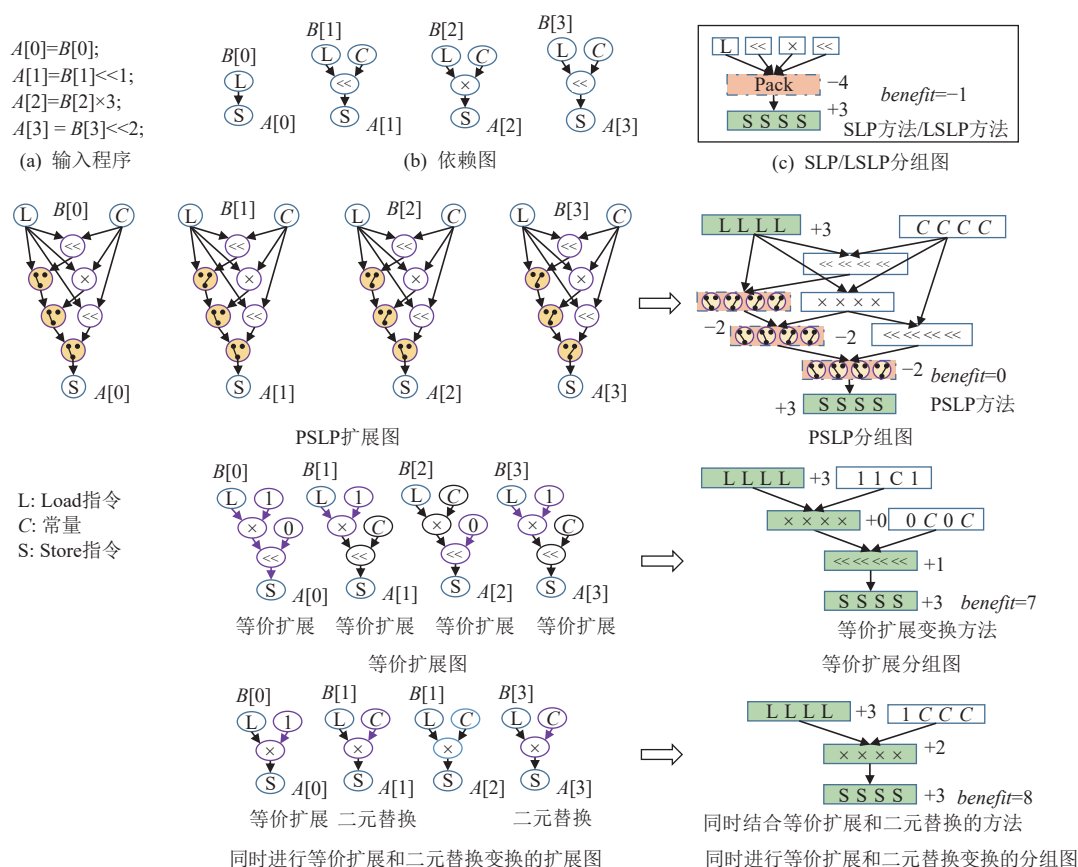 A[0]=B[0];
A[1]=B[1]<<1;
A[2]=B[2]×3;
A[3] = B[3]<<2;
(a) 输入程序
B[0]
L
S
A[0]
B[1]
L C
<<
S
A[1]
B[2]
L C
×
S
A[2]
B[3]
L C
<<
S
A[3]
(b) 依赖图
L << × <<
Pack −4
+3
S S S S
benefit=−1
SLP方法/LSLP方法
(c) SLP/LSLP分组图
L B[0] C
<<
×
<<
S A[0]
L B[1] C
<<
×
<<
S A[1]
L B[2] C
<<
×
<<
S A[2]
L B[3] C
<<
×
<<
S A[3]
PSLP扩展图
L L L L +3 C C C C
<< << << <<
× × × ×
−2
−2 << << << <<
−2 benefit=0
+3 S S S S PSLP方法
PSLP分组图
L: Load指令
C: 常量
S: Store指令
B[0]
L 1
× 0
<<
S A[0]
等价扩展
B[1]
L 1
× C
<<
S A[1]
等价扩展
B[2]
L C
× 0
<<
S A[2]
等价扩展
B[3]
L 1
× C
<<
S A[3]
等价扩展
等价扩展图
L L L L +3 1 1 C 1
× × × × +0 0 C 0 C
<< << << << +1
S S S S +3 benefit=7
等价扩展变换方法
等价扩展分组图
B[0]
L 1
×
S A[0]
等价扩展
B[1]
L C
×
S A[1]
二元替换
B[1]
L C
×
S A[2]
B[3]
L C
×
S A[3]
二元替换
同时进行等价扩展和二元替换变换的扩展图
L L L L +3 1 C C C
× × × × +2
S S S S +3 benefit=8
同时结合等价扩展和二元替换的方法
同时进行等价扩展和二元替换变换的分组图